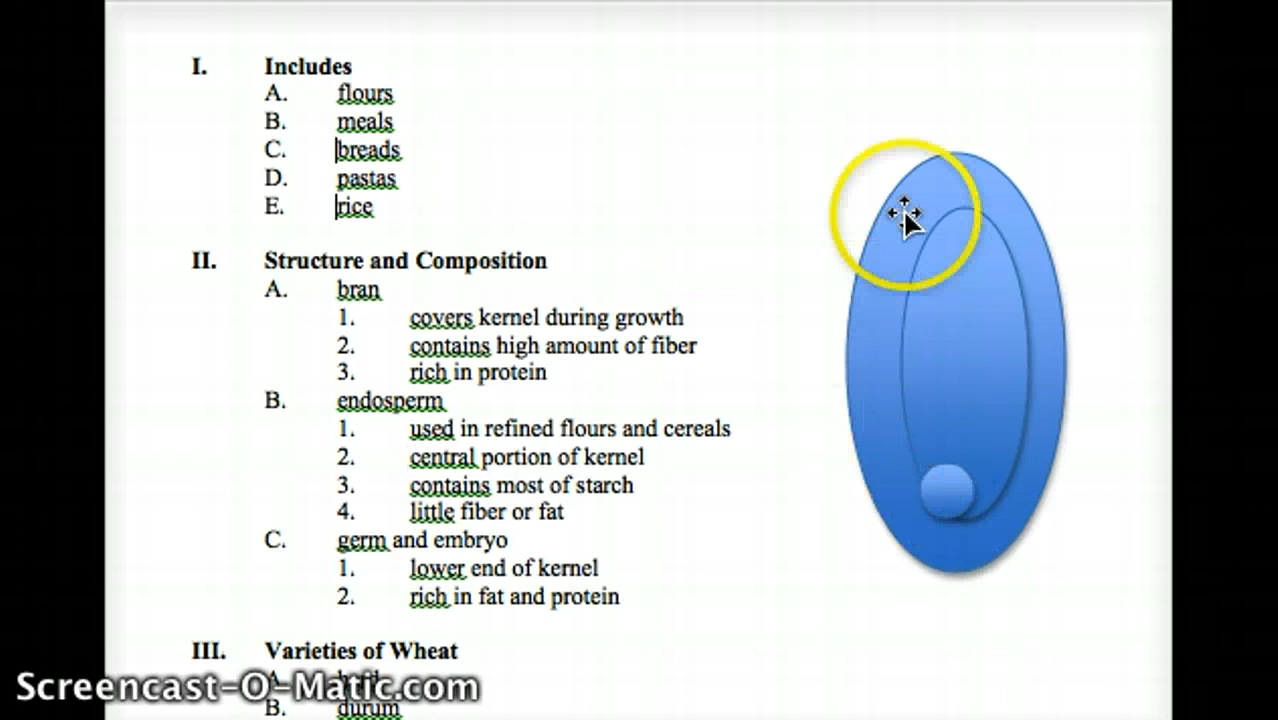 I. Includes
A. flours
B. meals
C. breads
D. pastas
E. rice
II. Structure and Composition
A. bran
1. covers kernel during growth
2. contains high amount of fiber
3. rich in protein
B. endosperm
1. used in refined flours and cereals
2. central portion of kernel
3. contains most of starch
4. little fiber or fat
C. germ and embryo
1. lower end of kernel
2. rich in fat and protein
III. Varieties of Wheat
A.
Screencast-O-Matic.com
B. durum